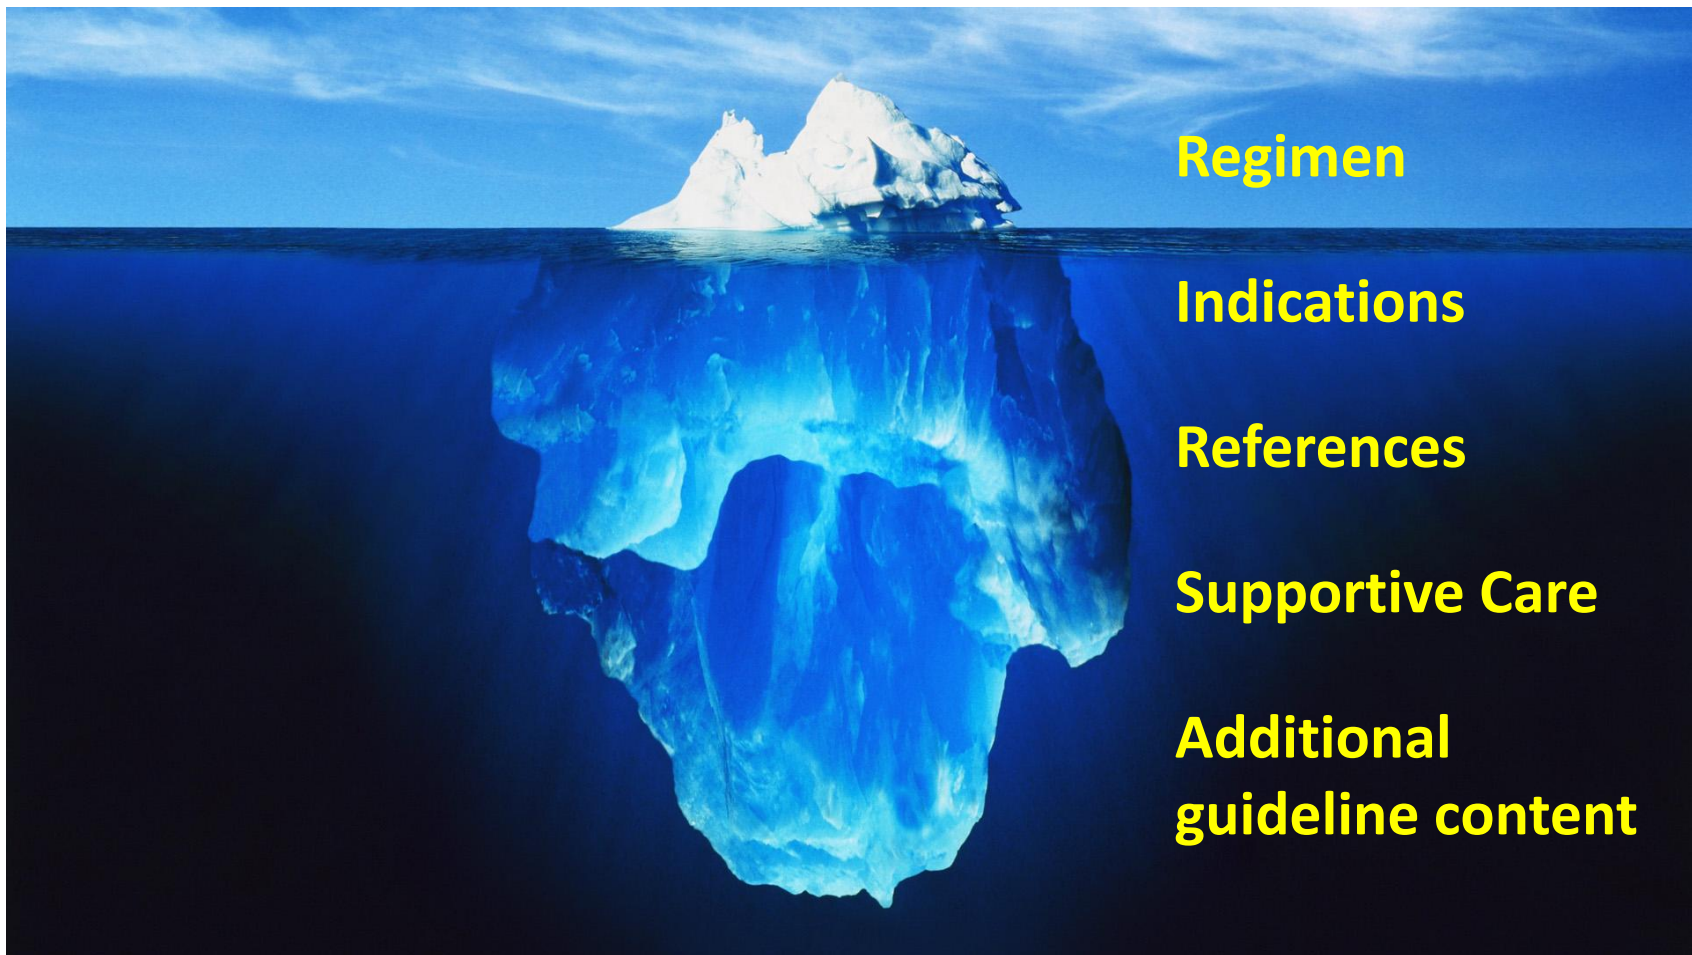 Regimen
Indications
References
Supportive Care
Additional
guideline content